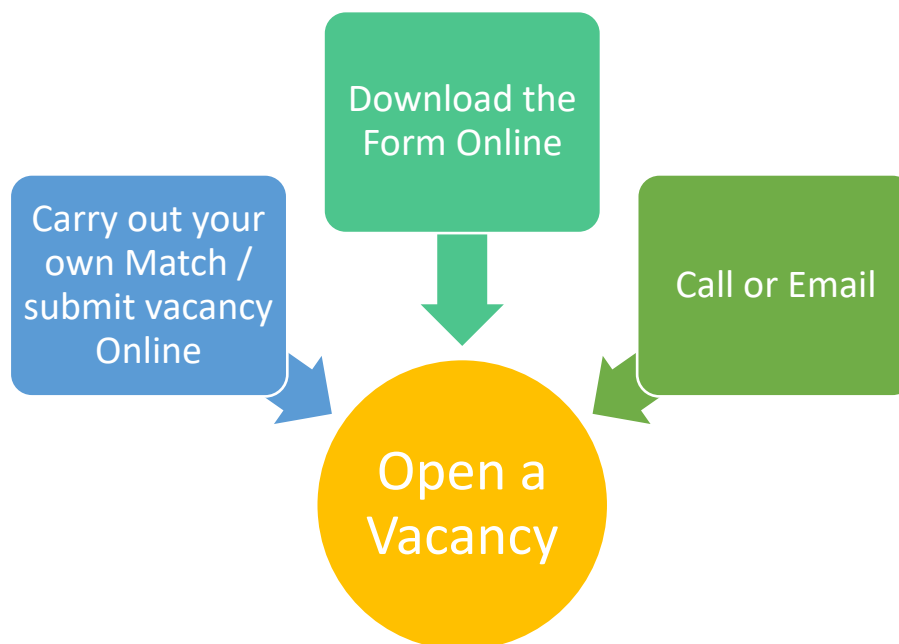 Download the
Form Online
Carry out your
own Match /
submit vacancy
Online
Call or Email
Open a
Vacancy